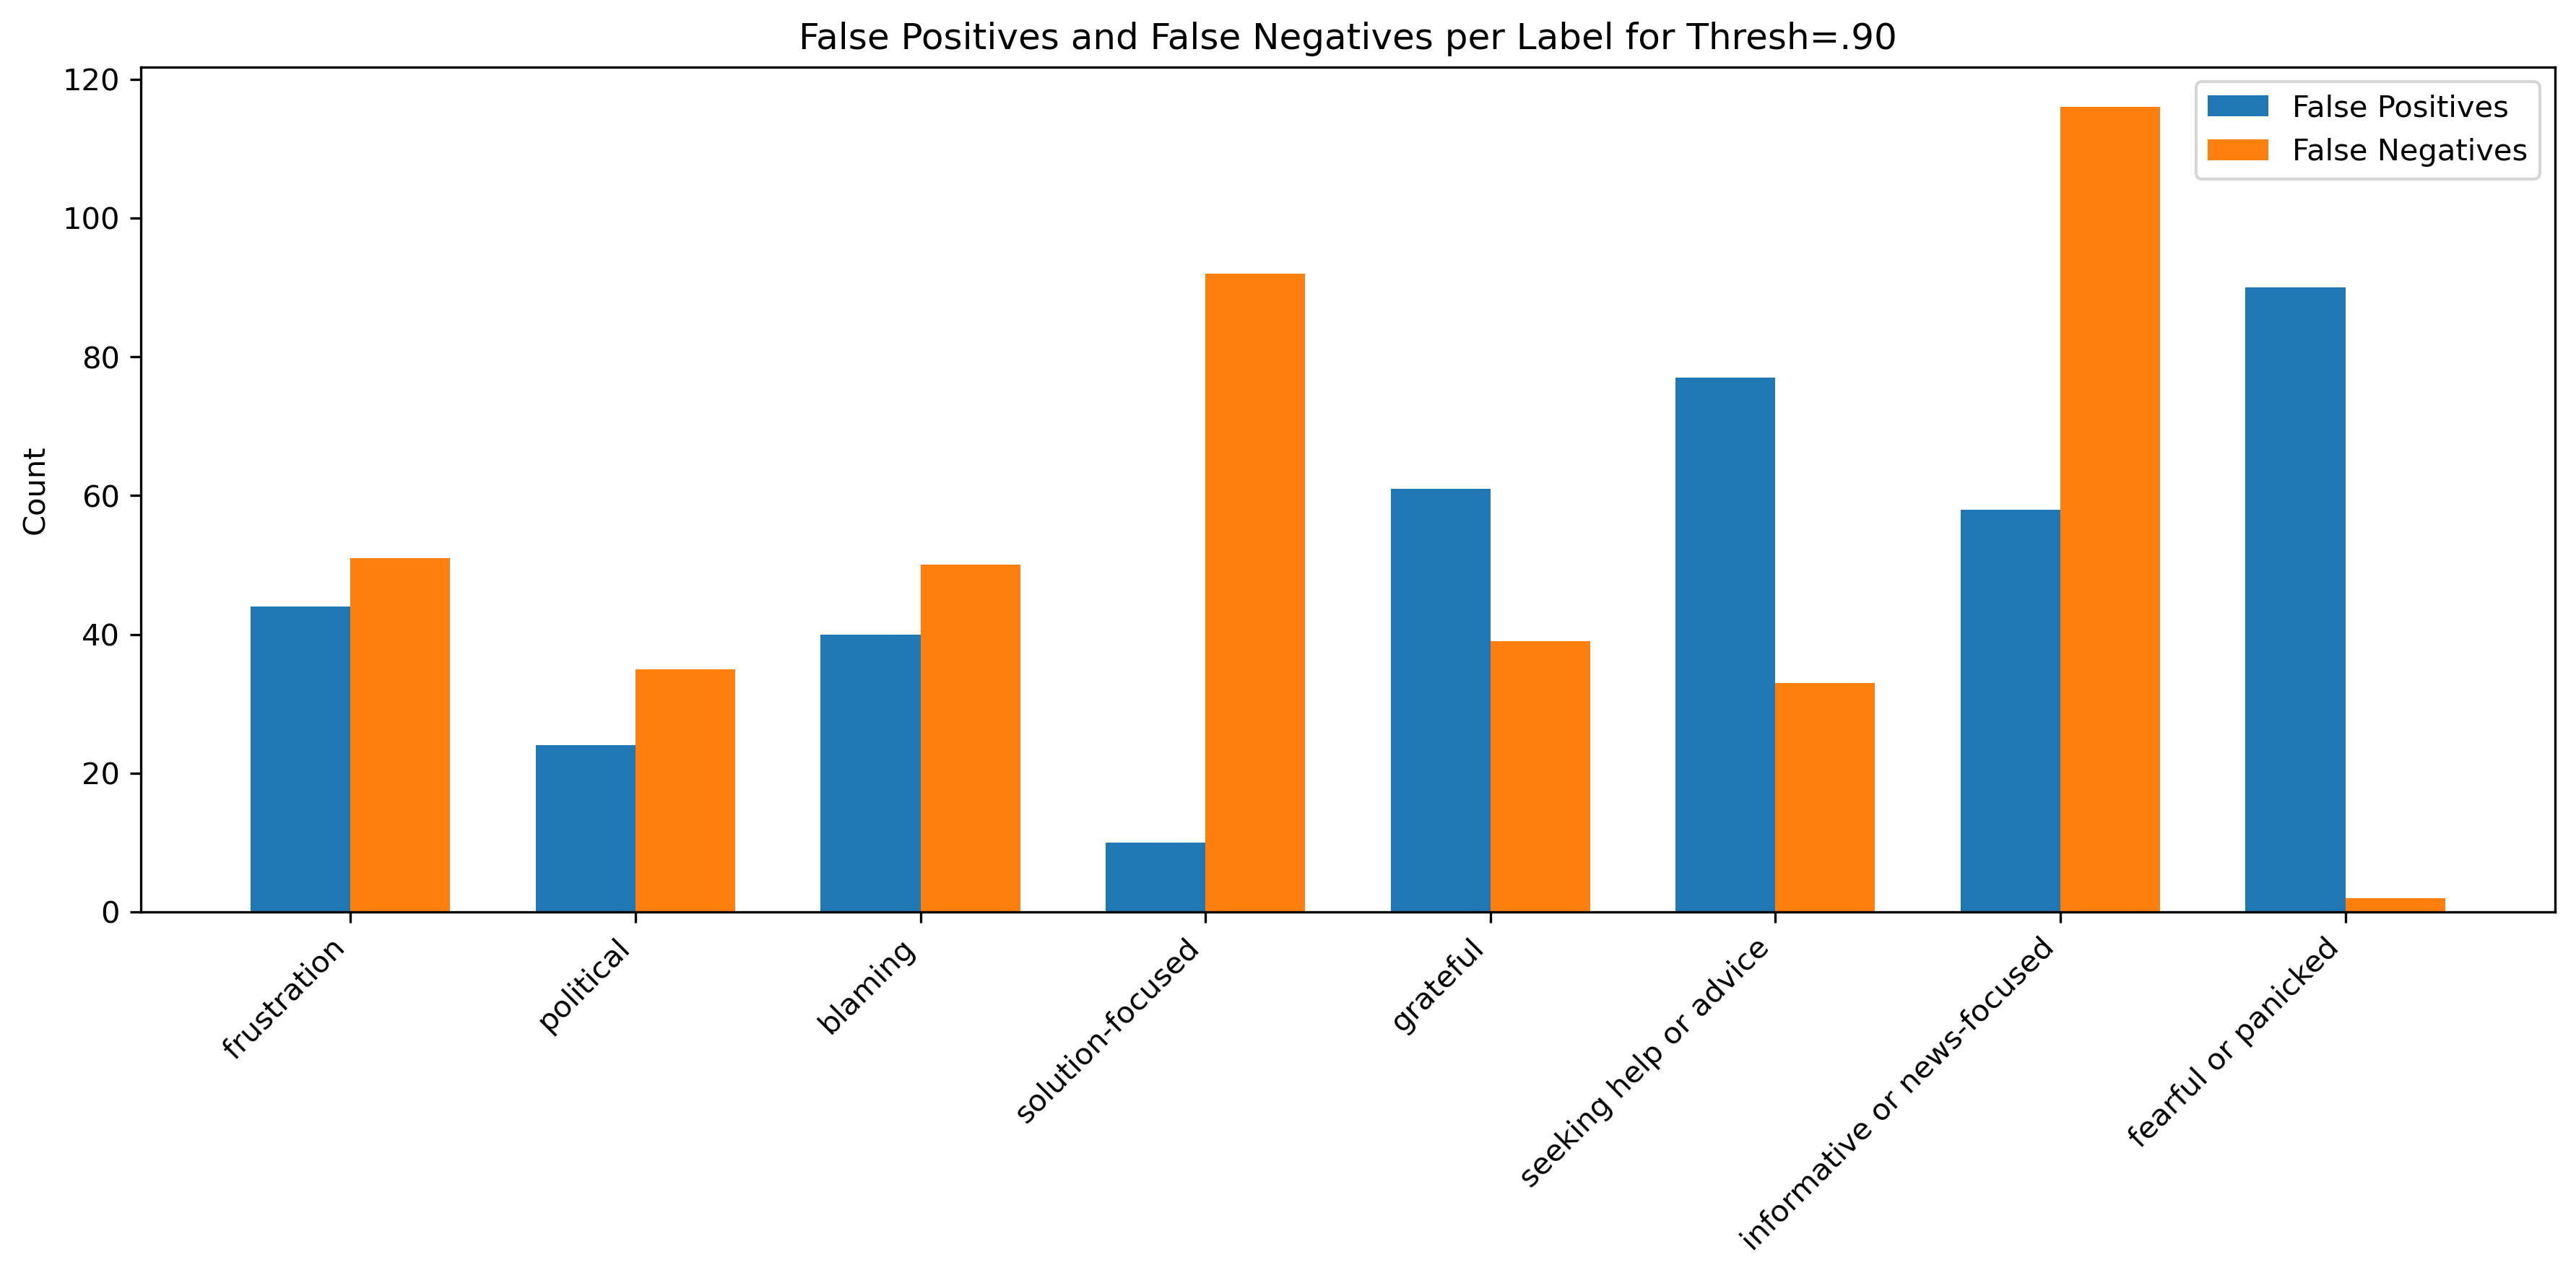 False Positives and False Negatives per Label for Thresh=.90
False Positives
False Negatives
Count
120
100
80
60
40
20
0
frustration
political
blaming
solution-focused
grateful
seeking help or advice
informative or news-focused
fearful or panicked